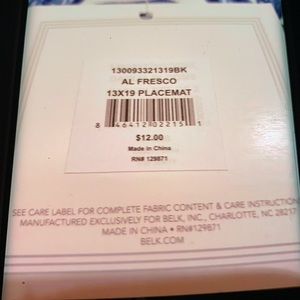 130093321319BK
AL FRESCO
13X19 PLACEMAT
8 46412 02215 1
$12.00
Made in China
RN# 129871
SEE CARE LABEL FOR COMPLETE FABRIC CONTENT & CARE INSTRUCTION
MANUFACTURED EXCLUSIVELY FOR BELK, INC., CHARLOTTE, NC 28217
MADE IN CHINA • RN#129871
BELK.COM